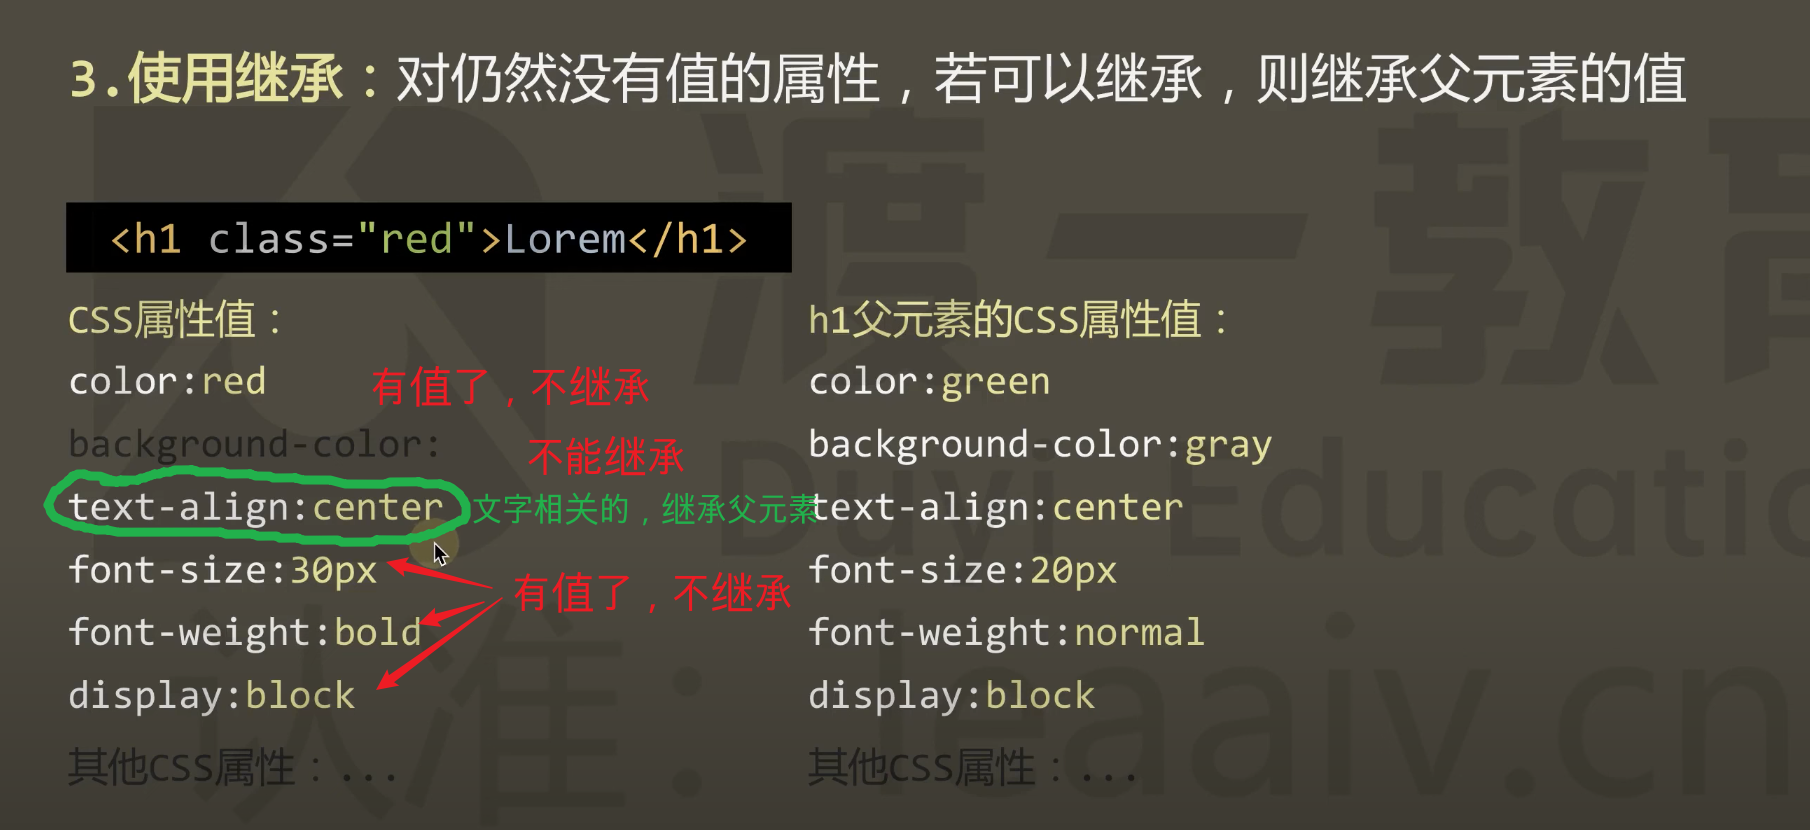 3.使用继承：对仍然没有值的属性，若可以继承，则继承父元素的值
<h1 class="red">Lorem</h1>
CSS属性值：
color:red
有值了，不继承
background-color:
不能继承
text-align:center
文字相关的，继承父元素
font-size:30px
font-weight:bold
有值了，不继承
display:block
其他CSS属性：...
h1父元素的CSS属性值：
color:green
background-color:gray
text-align:center
font-size:20px
font-weight:normal
display:block
其他CSS属性：...
渡一教育
Duyi Educatio
认准：leaaiv.cn